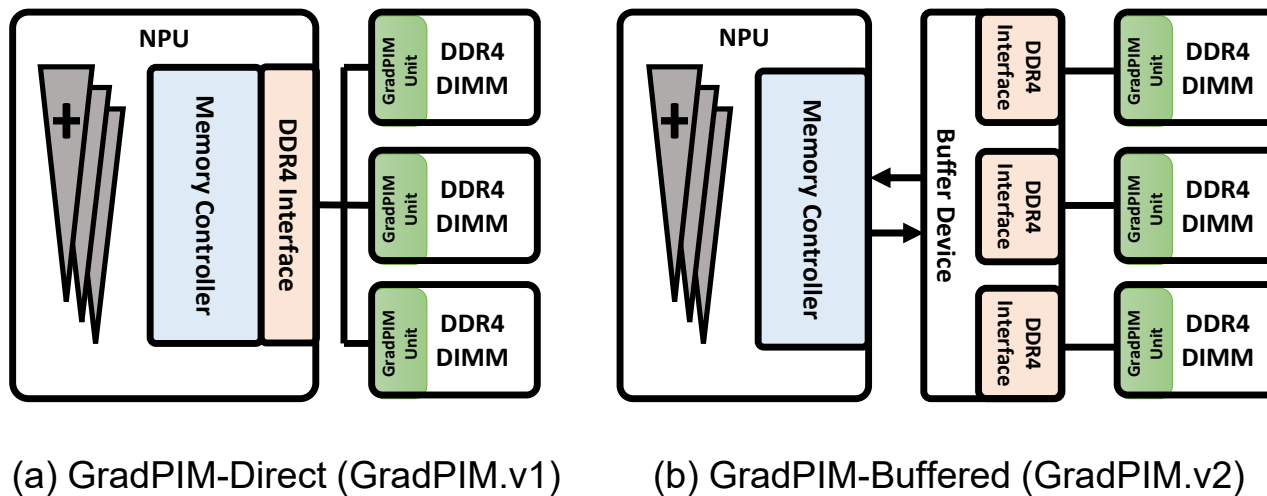 NPU
Memory Controller
DDR4 Interface
GradPIM
Unit
DDR4
DIMM
GradPIM
Unit
DDR4
DIMM
GradPIM
Unit
DDR4
DIMM
(a) GradPIM-Direct (GradPIM.v1)
NPU
Memory Controller
Buffer Device
DDR4
Interface
DDR4
Interface
DDR4
Interface
GradPIM
Unit
DDR4
DIMM
GradPIM
Unit
DDR4
DIMM
GradPIM
Unit
DDR4
DIMM
(b) GradPIM-Buffered (GradPIM.v2)